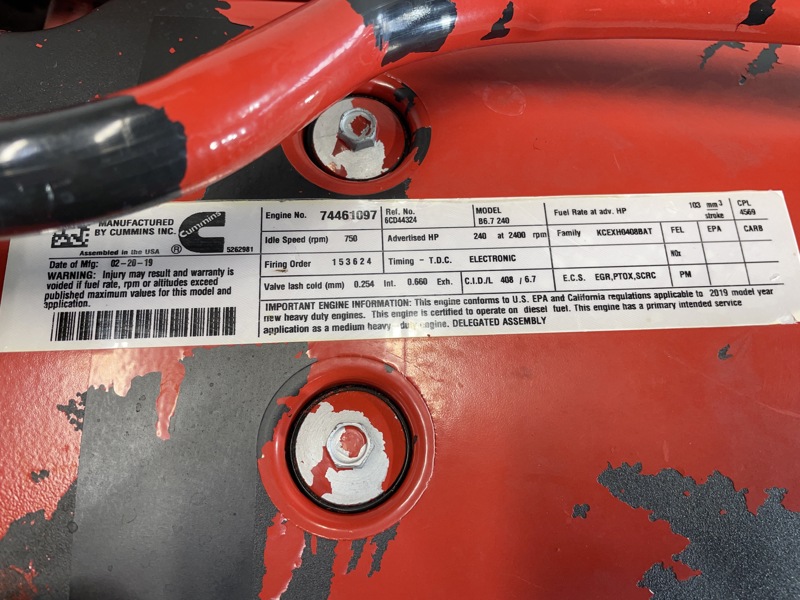 MANUFACTURED
BY CUMMINS INC.
Cummins
®
Assembled in the USA
5262981
Date of Mfg: 02-20-19
WARNING: Injury may result and warranty is
voided if fuel rate, rpm or altitudes exceed
published maximum values for this model and
application.
Engine No. 74461097
Ref. No.
6CD44324
MODEL
B6.7 240
Fuel Rate at adv. HP 103 mm³
stroke
CPL
4569
Idle Speed (rpm) 750
Advertised HP 240 at 2400 rpm
Family KCEXH0408BAT
FEL EPA CARB
Firing Order 153624
Timing - T.D.C. ELECTRONIC
NOx
Valve lash cold (mm) 0.254 Int. 0.660 Exh.
C.I.D./L 408 / 6.7
E.C.S. EGR,PTOX,SCRC
PM
IMPORTANT ENGINE INFORMATION: This engine conforms to U.S. EPA and California regulations applicable to 2019 model year
new heavy duty engines. This engine is certified to operate on diesel fuel. This engine has a primary intended service
application as a medium heavy-duty engine. DELEGATED ASSEMBLY